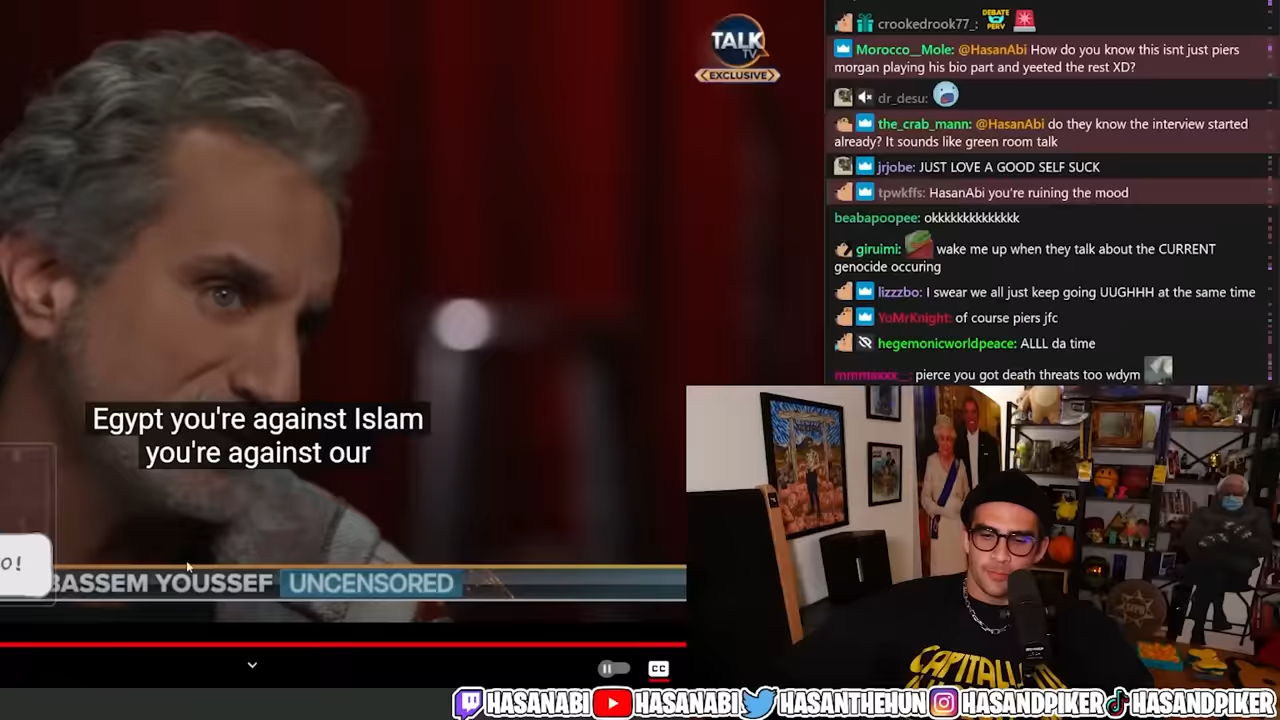 TALK
TV
EXCLUSIVE
Egypt you're against Islam
you're against our
O!
BASSEM YOUSSEF UNCENSORED
CC
crookedrook77_: DEBATE PERV
Morocco__Mole: @HasanAbi How do you know this isnt just piers
morgan playing his bio part and yeeted the rest XD?
dr_desu:
the_crab_mann: @HasanAbi do they know the interview started
already? It sounds like green room talk
jrjobe: JUST LOVE A GOOD SELF SUCK
tpwkffs: HasanAbi you're ruining the mood
beabapoopee: okkkkkkkkkkkkk
giruimi: wake me up when they talk about the CURRENT
genocide occuring
lizzzbo: I swear we all just keep going UUGHHH at the same time
YoMrKnight: of course piers jfc
hegemonicworldpeace: ALLL da time
pierce you got death threats too wdym
CAPITALI
HASANABI HASANABI HASANTHEHUN HASANDPIKER HASANDPIKER